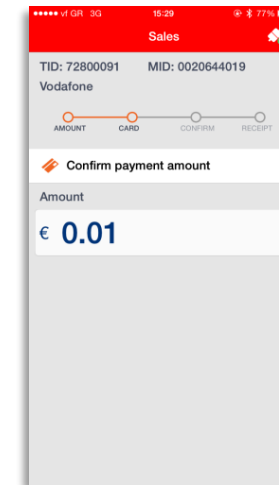 vf GR 3G 15:29 77%
Sales
TID: 72800091 MID: 0020644019
Vodafone
AMOUNT CARD CONFIRM RECEIPT
Confirm payment amount
Amount
€ 0.01